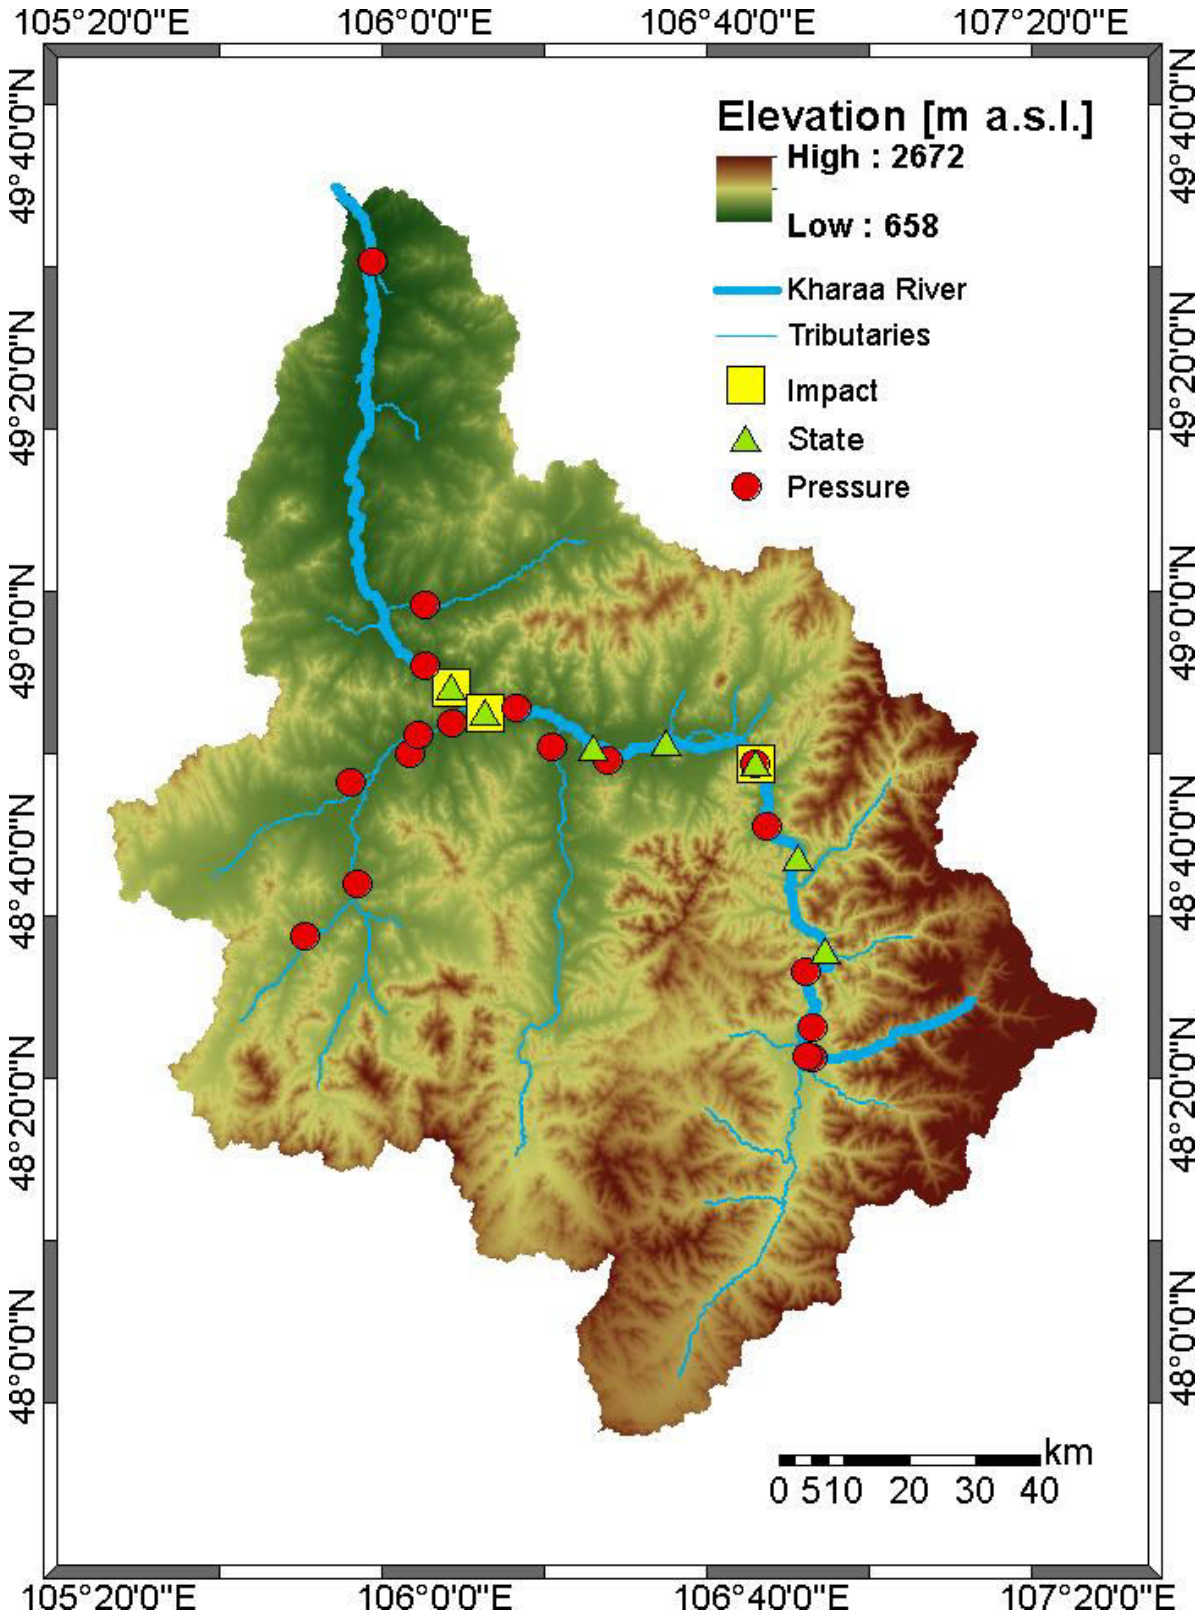 105°20'0"E 106°0'0"E 106°40'0"E 107°20'0"E
49°40'0"N
49°20'0"N
49°0'0"N
48°40'0"N
48°20'0"N
48°0'0"N
Elevation [m a.s.l.]
High : 2672
Low : 658
Kharaa River
Tributaries
Impact
State
Pressure
49°40'0"N
49°20'0"N
49°0'0"N
48°40'0"N
48°20'0"N
48°0'0"N
km
0 5 10 20 30 40
105°20'0"E 106°0'0"E 106°40'0"E 107°20'0"E